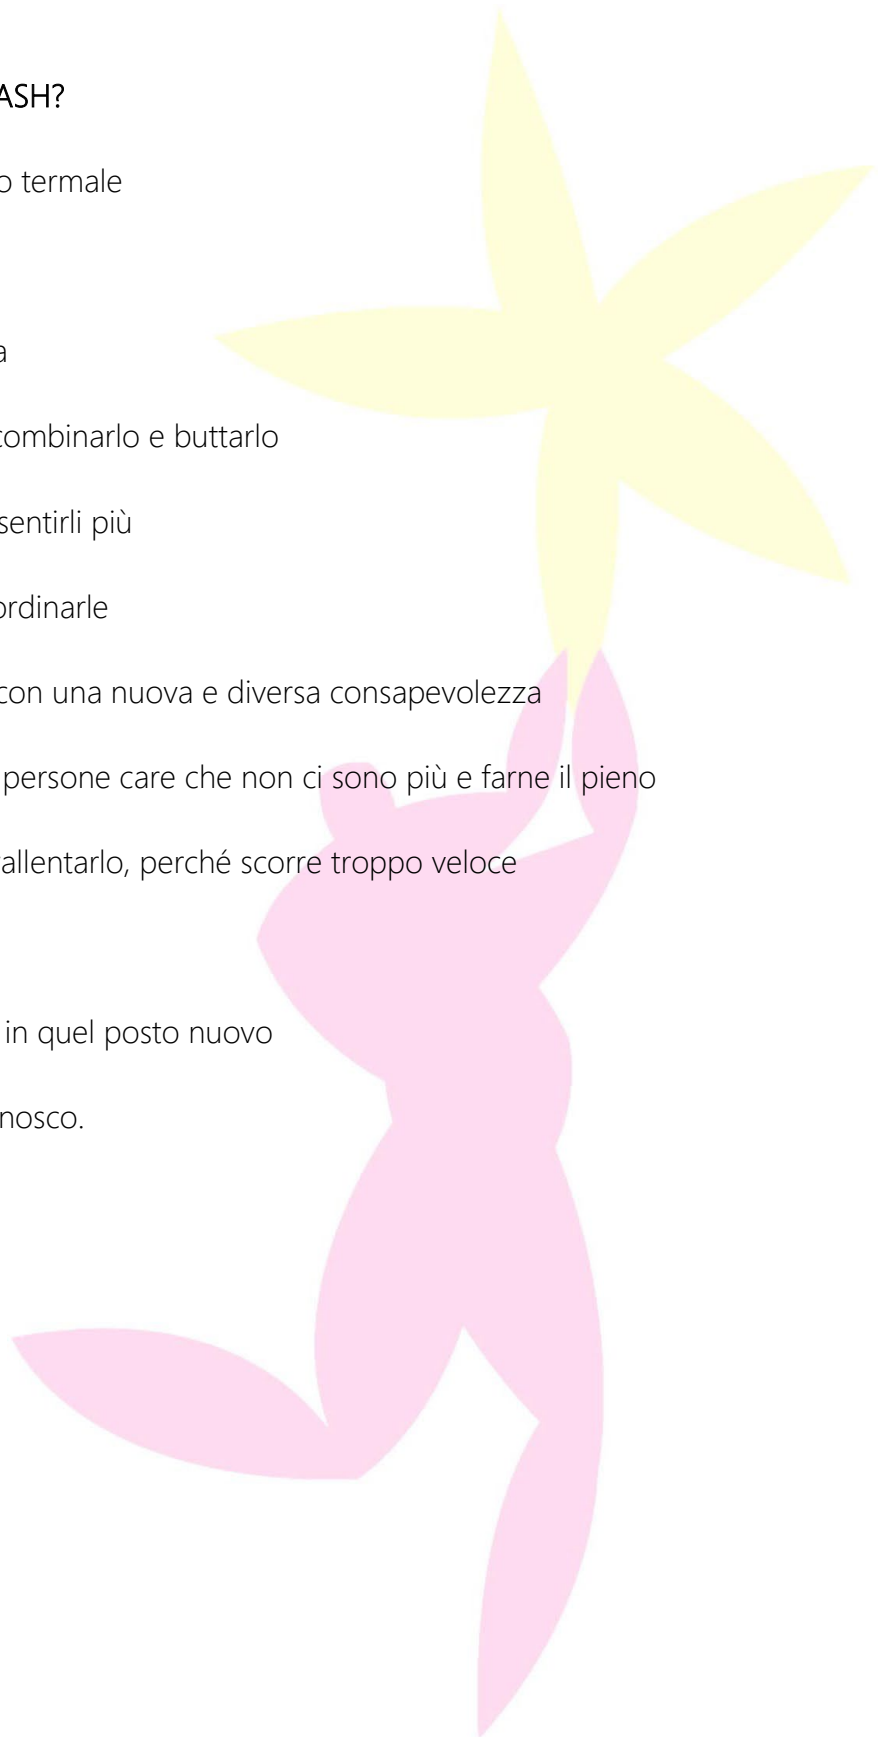 ASH?
o termale
a
combinarlo e buttarlo
sentirli più
ordinarle
con una nuova e diversa consapevolezza
persone care che non ci sono più e farne il pieno
allentarlo, perché scorre troppo veloce
in quel posto nuovo
nosco.